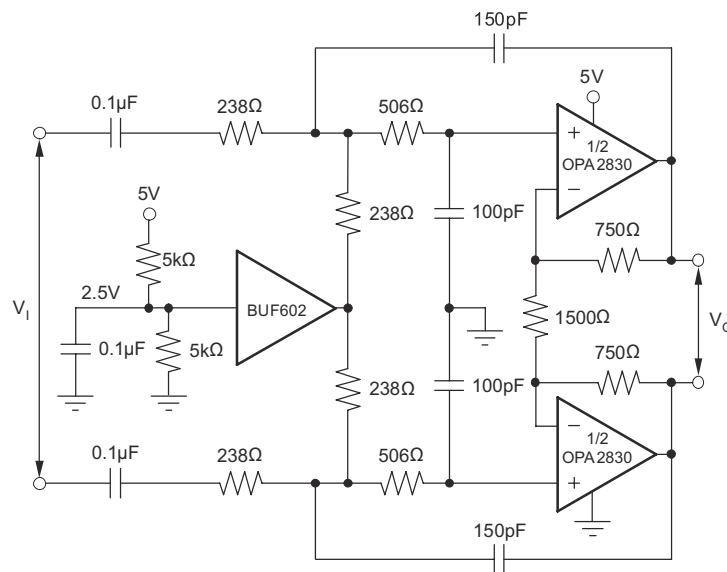 150pF
5V
0.1μF
238Ω
506Ω
+
1/2
OPA2830
−
5V
238Ω
100pF
750Ω
5kΩ
BUF602
2.5V
1500Ω
V_I
V_O
0.1μF
5kΩ
750Ω
238Ω
100pF
−
1/2
OPA2830
+
0.1μF
238Ω
506Ω
150pF